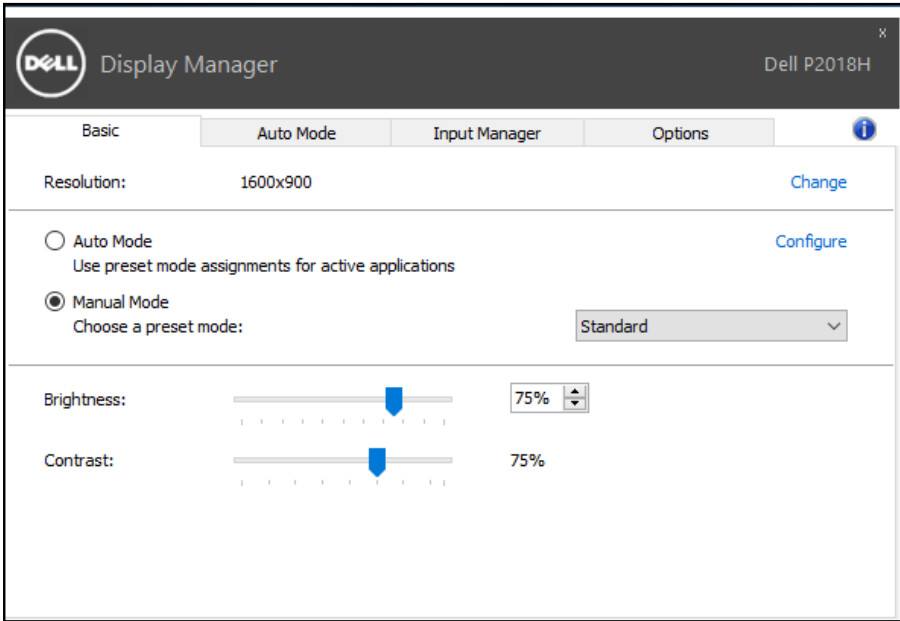 DELL Display Manager
x
Dell P2018H
Basic Auto Mode Input Manager Options i
Resolution: 1600x900 Change
Auto Mode Configure
Use preset mode assignments for active applications
Manual Mode
Choose a preset mode: Standard
Brightness: 75%
Contrast: 75%